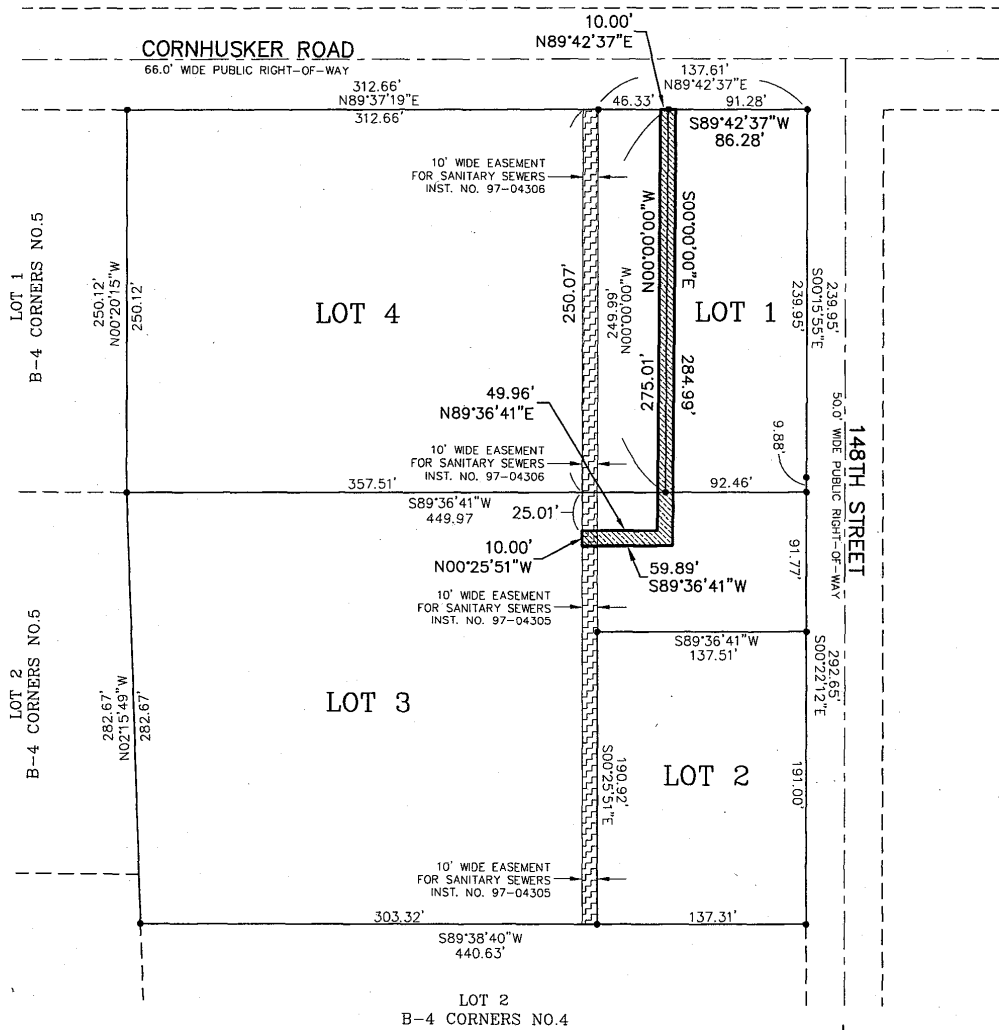 10.00'
N89°42'37"E
CORNHUSKER ROAD
66.0' WIDE PUBLIC RIGHT-OF-WAY
137.61'
N89°42'37"E
312.66'
N89°37'19"E
312.66'
46.33'
91.28'
S89°42'37"W
86.28'
10' WIDE EASEMENT
FOR SANITARY SEWERS
INST. NO. 97-04306
LOT 1
B-4 CORNERS NO.5
250.12'
N00°20'15"W
250.12'
LOT 4
250.07'
249.69'
N00°00'00"W
N00°00'00"W
275.01'
S00°00'00"E
284.99'
LOT 1
239.95'
S00°15'55"E
239.95'
49.96'
N89°36'41"E
10' WIDE EASEMENT
FOR SANITARY SEWERS
INST. NO. 97-04306
9.88'
148TH STREET
50.0' WIDE PUBLIC RIGHT-OF-WAY
357.51'
92.46'
S89°36'41"W
449.97
25.01'
10.00'
N00°25'51"W
59.89'
S89°36'41"W
91.77'
10' WIDE EASEMENT
FOR SANITARY SEWERS
INST. NO. 97-04305
S89°36'41"W
137.51'
292.65'
S00°22'12"E
LOT 2
B-4 CORNERS NO.5
282.67'
N02°15'49"W
282.67'
LOT 3
190.92'
S00°25'51"E
LOT 2
191.00'
10' WIDE EASEMENT
FOR SANITARY SEWERS
INST. NO. 97-04305
303.32'
137.31'
S89°38'40"W
440.63'
LOT 2
B-4 CORNERS NO.4